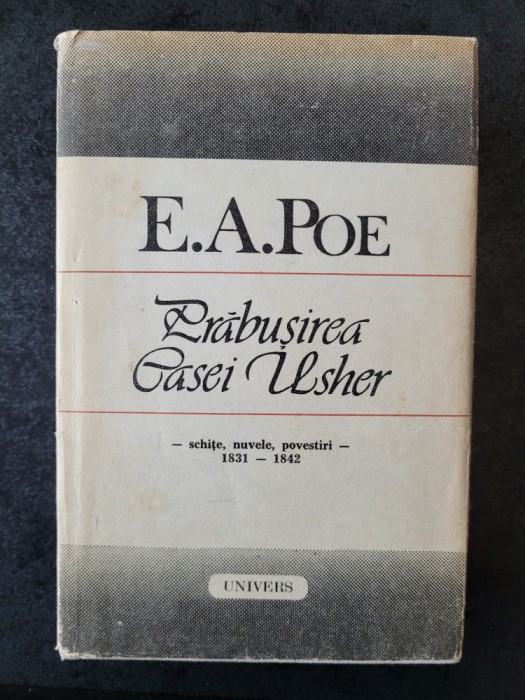 E.A.POE
Prăbușirea
Casei Usher
— schițe, nuvele, povestiri —
1831 — 1842
UNIVERS